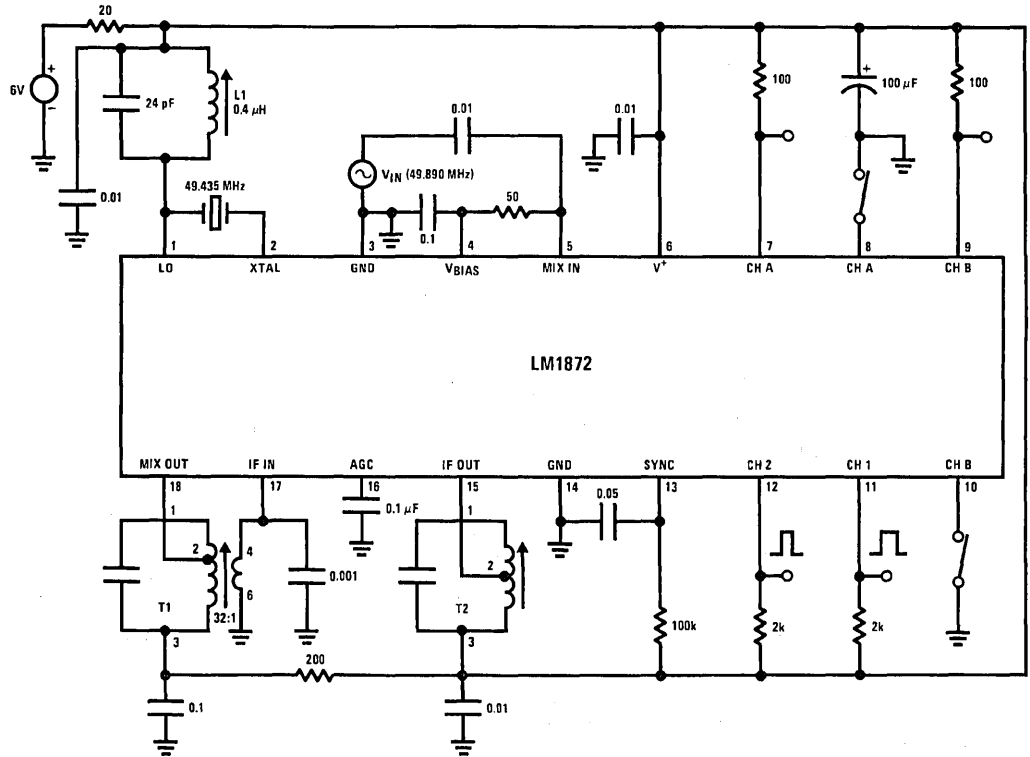 20
6V
+
−
24 pF
L1
0.4 μH
0.01
49.435 MHz
0.01
VIN (49.890 MHz)
0.1
50
0.01
100
+
100 μF
100
1
2
3
4
5
6
7
8
9
LO
XTAL
GND
VBIAS
MIX IN
V+
CH A
CH A
CH B
LM1872
MIX OUT
IF IN
AGC
IF OUT
GND
SYNC
CH 2
CH 1
CH B
18
17
16
15
14
13
12
11
10
1
2
T1
3
32:1
4
6
0.001
0.1 μF
1
2
T2
3
0.05
100k
2k
2k
200
0.1
0.01